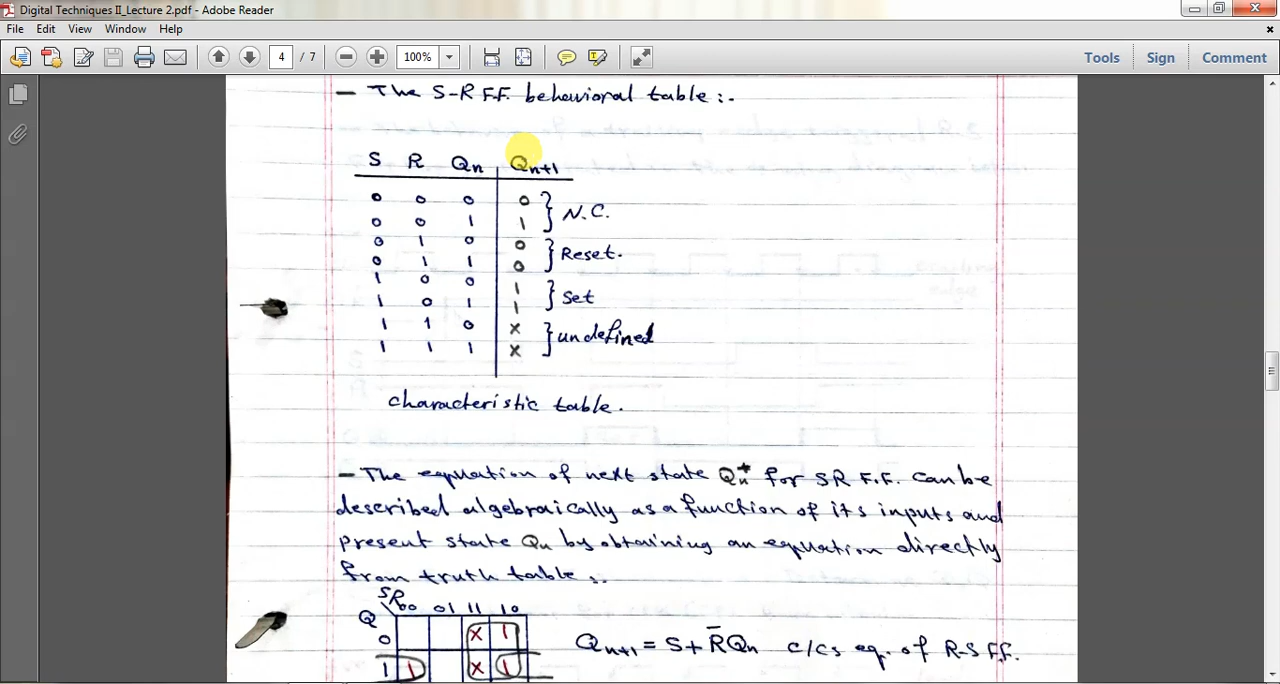 Digital Techniques II_Lecture 2.pdf - Adobe Reader
File Edit View Window Help
4 / 7 100% Tools Sign Comment
- The S-R F.F. behavioral table :-
S R Qn Qn+1
0 0 0 0
0 0 1 1 } N.C.
0 1 0 0
0 1 1 0 } Reset.
1 0 0 1
1 0 1 1 } Set
1 1 0 x
1 1 1 x } undefined
characteristic table.
- The equation of next state Qn+ for SR F.F. can be
described algebraically as a function of its inputs and
present state Qn by obtaining an equation directly
from truth table :.
SR
Q 00 01 11 10
0 x 1
1 1 x 1
Qn+1 = S + R̅Qn c/cs eq. of R-S F.F.